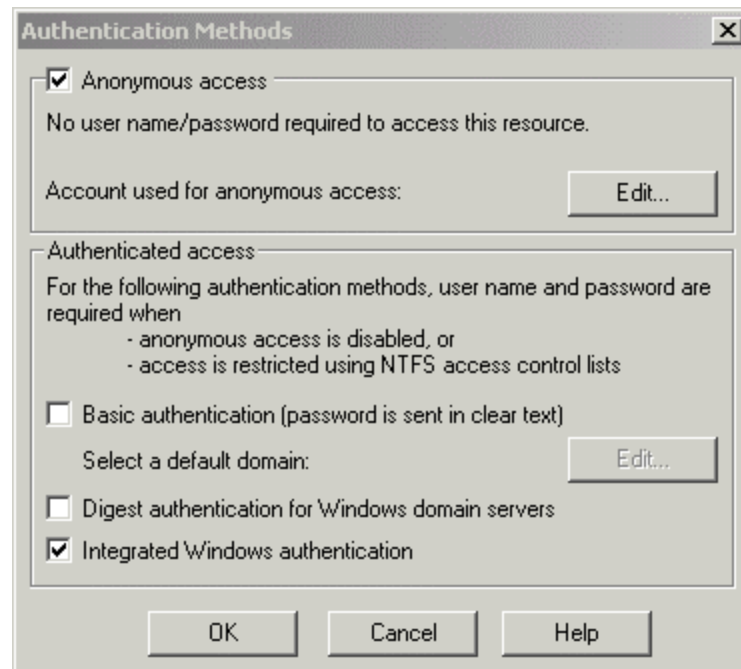 Authentication Methods
Anonymous access
No user name/password required to access this resource.
Account used for anonymous access:
Edit...
Authenticated access
For the following authentication methods, user name and password are
required when
- anonymous access is disabled, or
- access is restricted using NTFS access control lists
Basic authentication (password is sent in clear text)
Select a default domain:
Edit...
Digest authentication for Windows domain servers
Integrated Windows authentication
OK
Cancel
Help